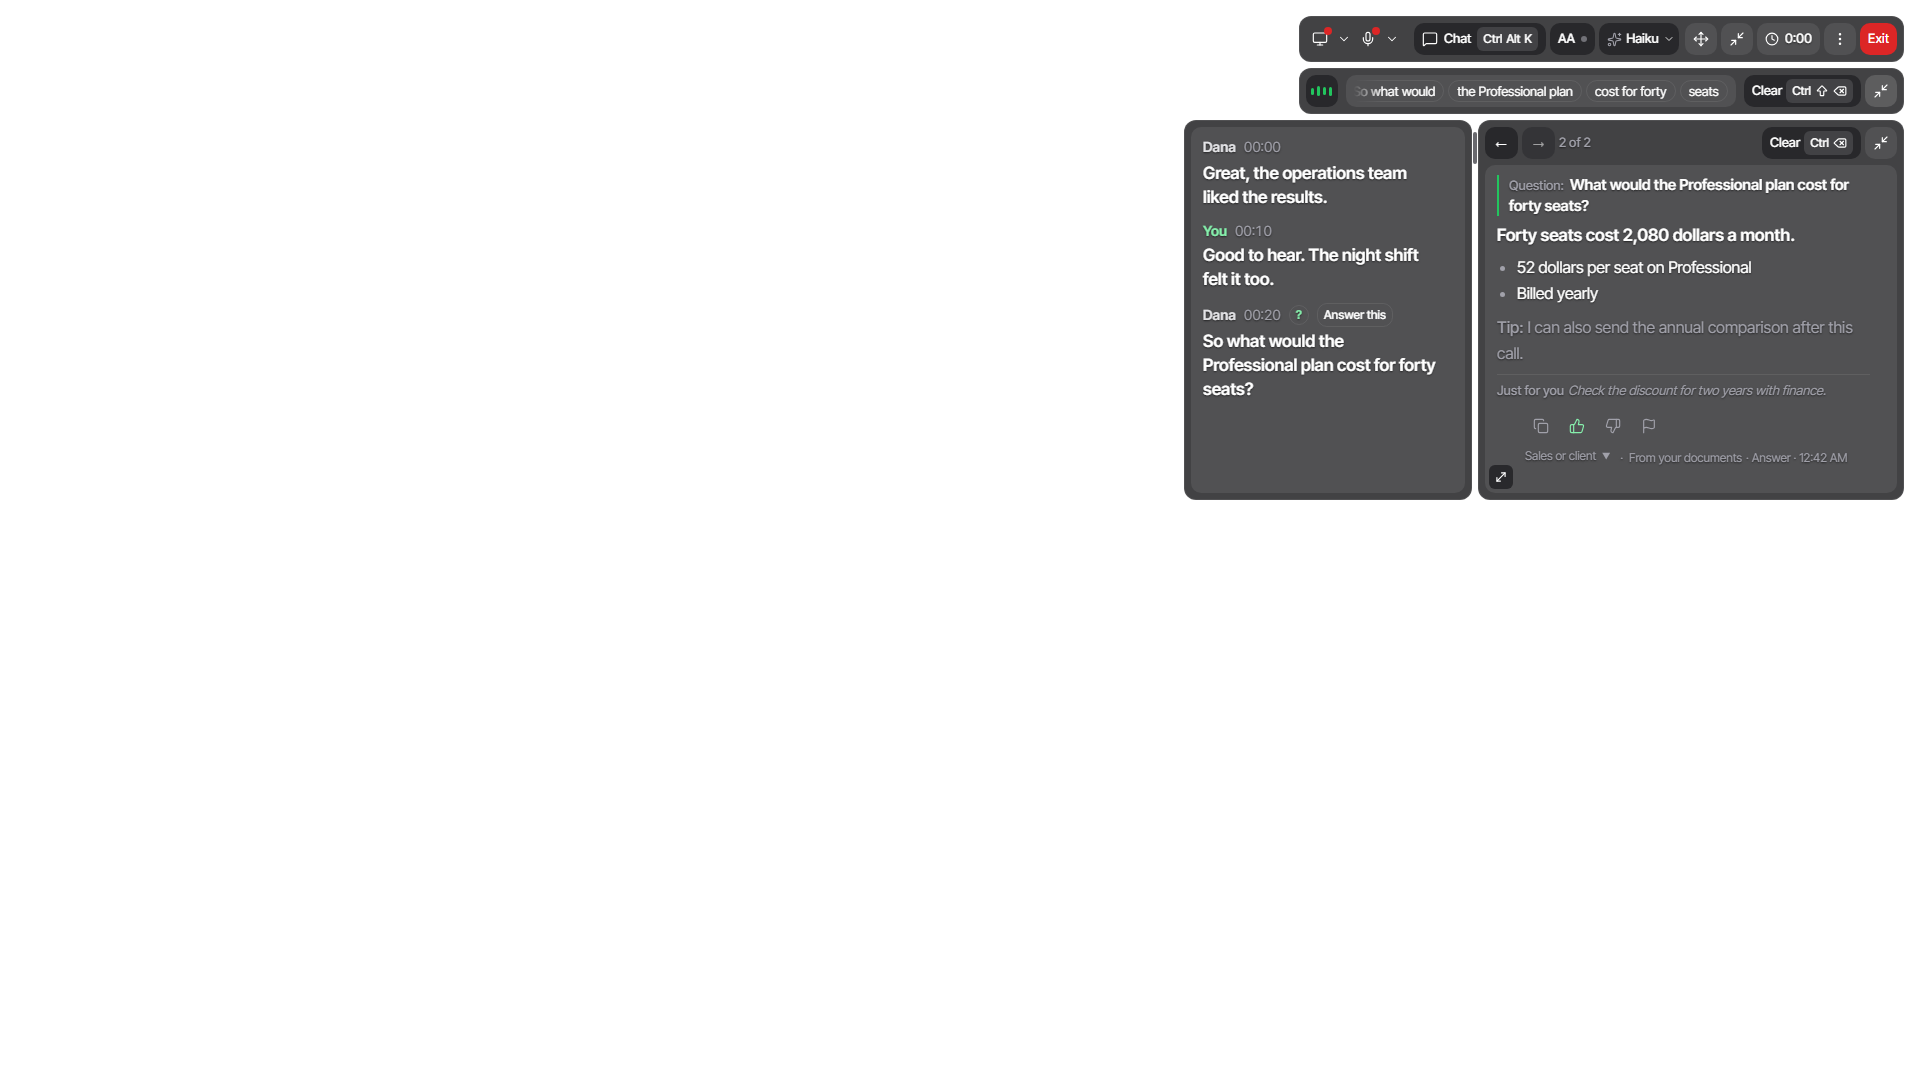 Chat Ctrl Alt K AA Haiku 0:00 Exit
So what would the Professional plan cost for forty seats Clear Ctrl
Dana 00:00
Great, the operations team
liked the results.
You 00:10
Good to hear. The night shift
felt it too.
Dana 00:20 ? Answer this
So what would the
Professional plan cost for forty
seats?
← → 2 of 2 Clear Ctrl
Question: What would the Professional plan cost for
forty seats?
Forty seats cost 2,080 dollars a month.
• 52 dollars per seat on Professional
• Billed yearly
Tip: I can also send the annual comparison after this
call.
Just for you Check the discount for two years with finance.
Sales or client ▼ · From your documents · Answer · 12:42 AM